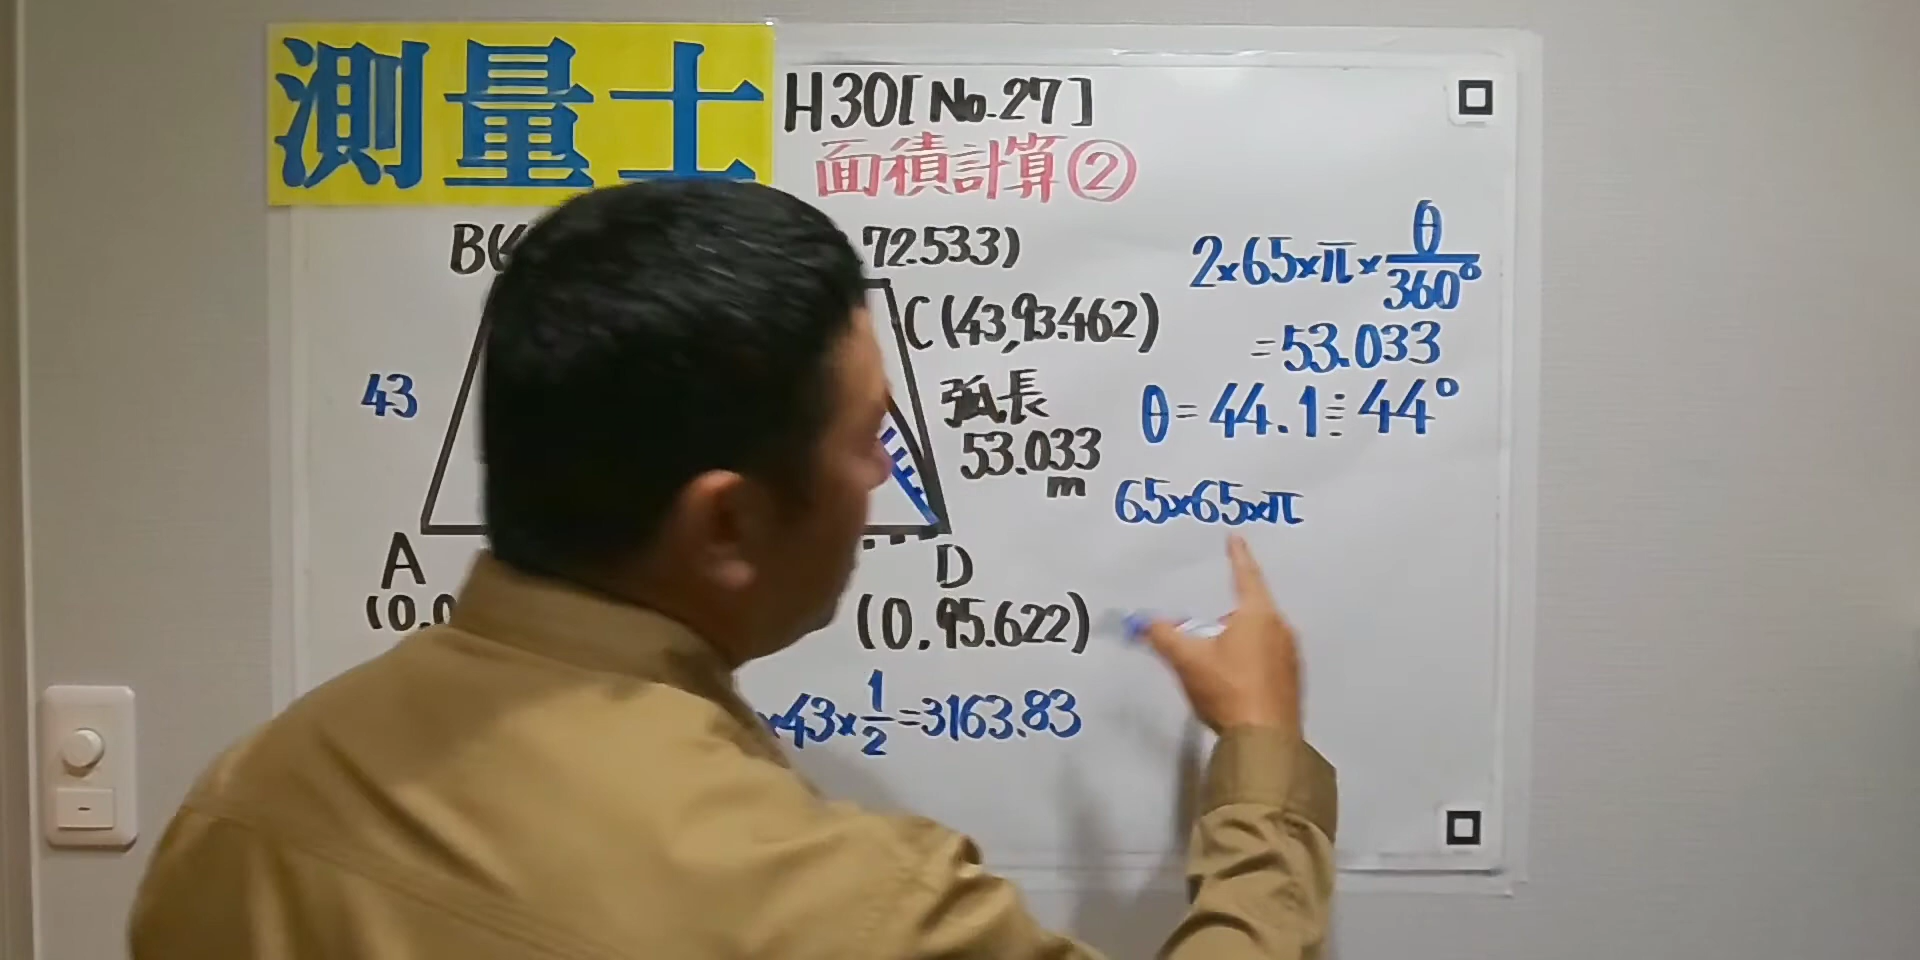 測量士
H30[No.27]
面積計算②
B(
72.533)
C(43,93.462)
43
弧長
53.033
m
A
(0.0
D
(0.95.622)
×43×1/2=3163.83
2×65×π×θ/360°
=53.033
θ=44.1≒44°
65×65×π